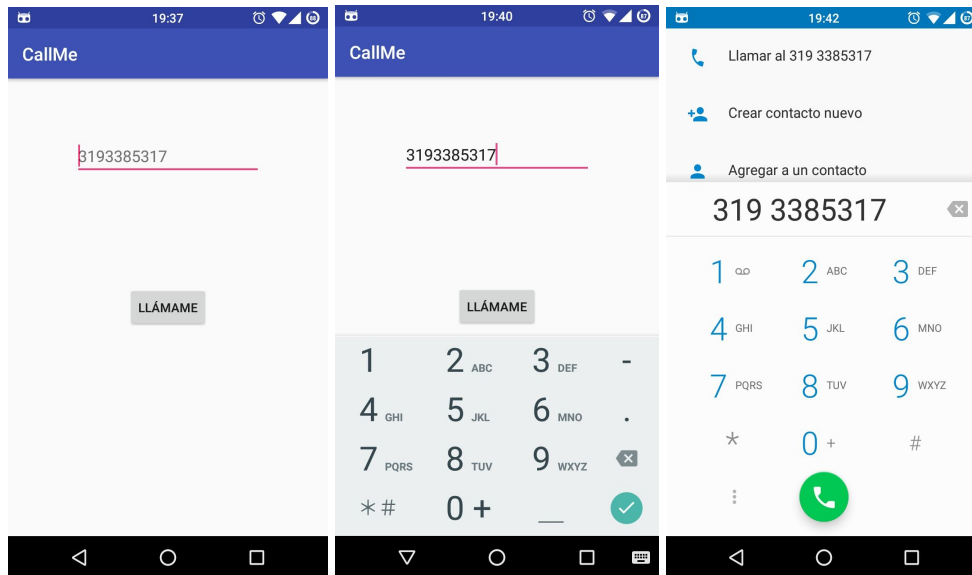 19:37
88
CallMe
3193385317
LLÁMAME
19:40
87
CallMe
3193385317
LLÁMAME
1 2 ABC 3 DEF -
4 GHI 5 JKL 6 MNO .
7 PQRS 8 TUV 9 WXYZ
*# 0 + _
19:42
87
Llamar al 319 3385317
Crear contacto nuevo
Agregar a un contacto
319 3385317
1 2 ABC 3 DEF
4 GHI 5 JKL 6 MNO
7 PQRS 8 TUV 9 WXYZ
* 0 + #